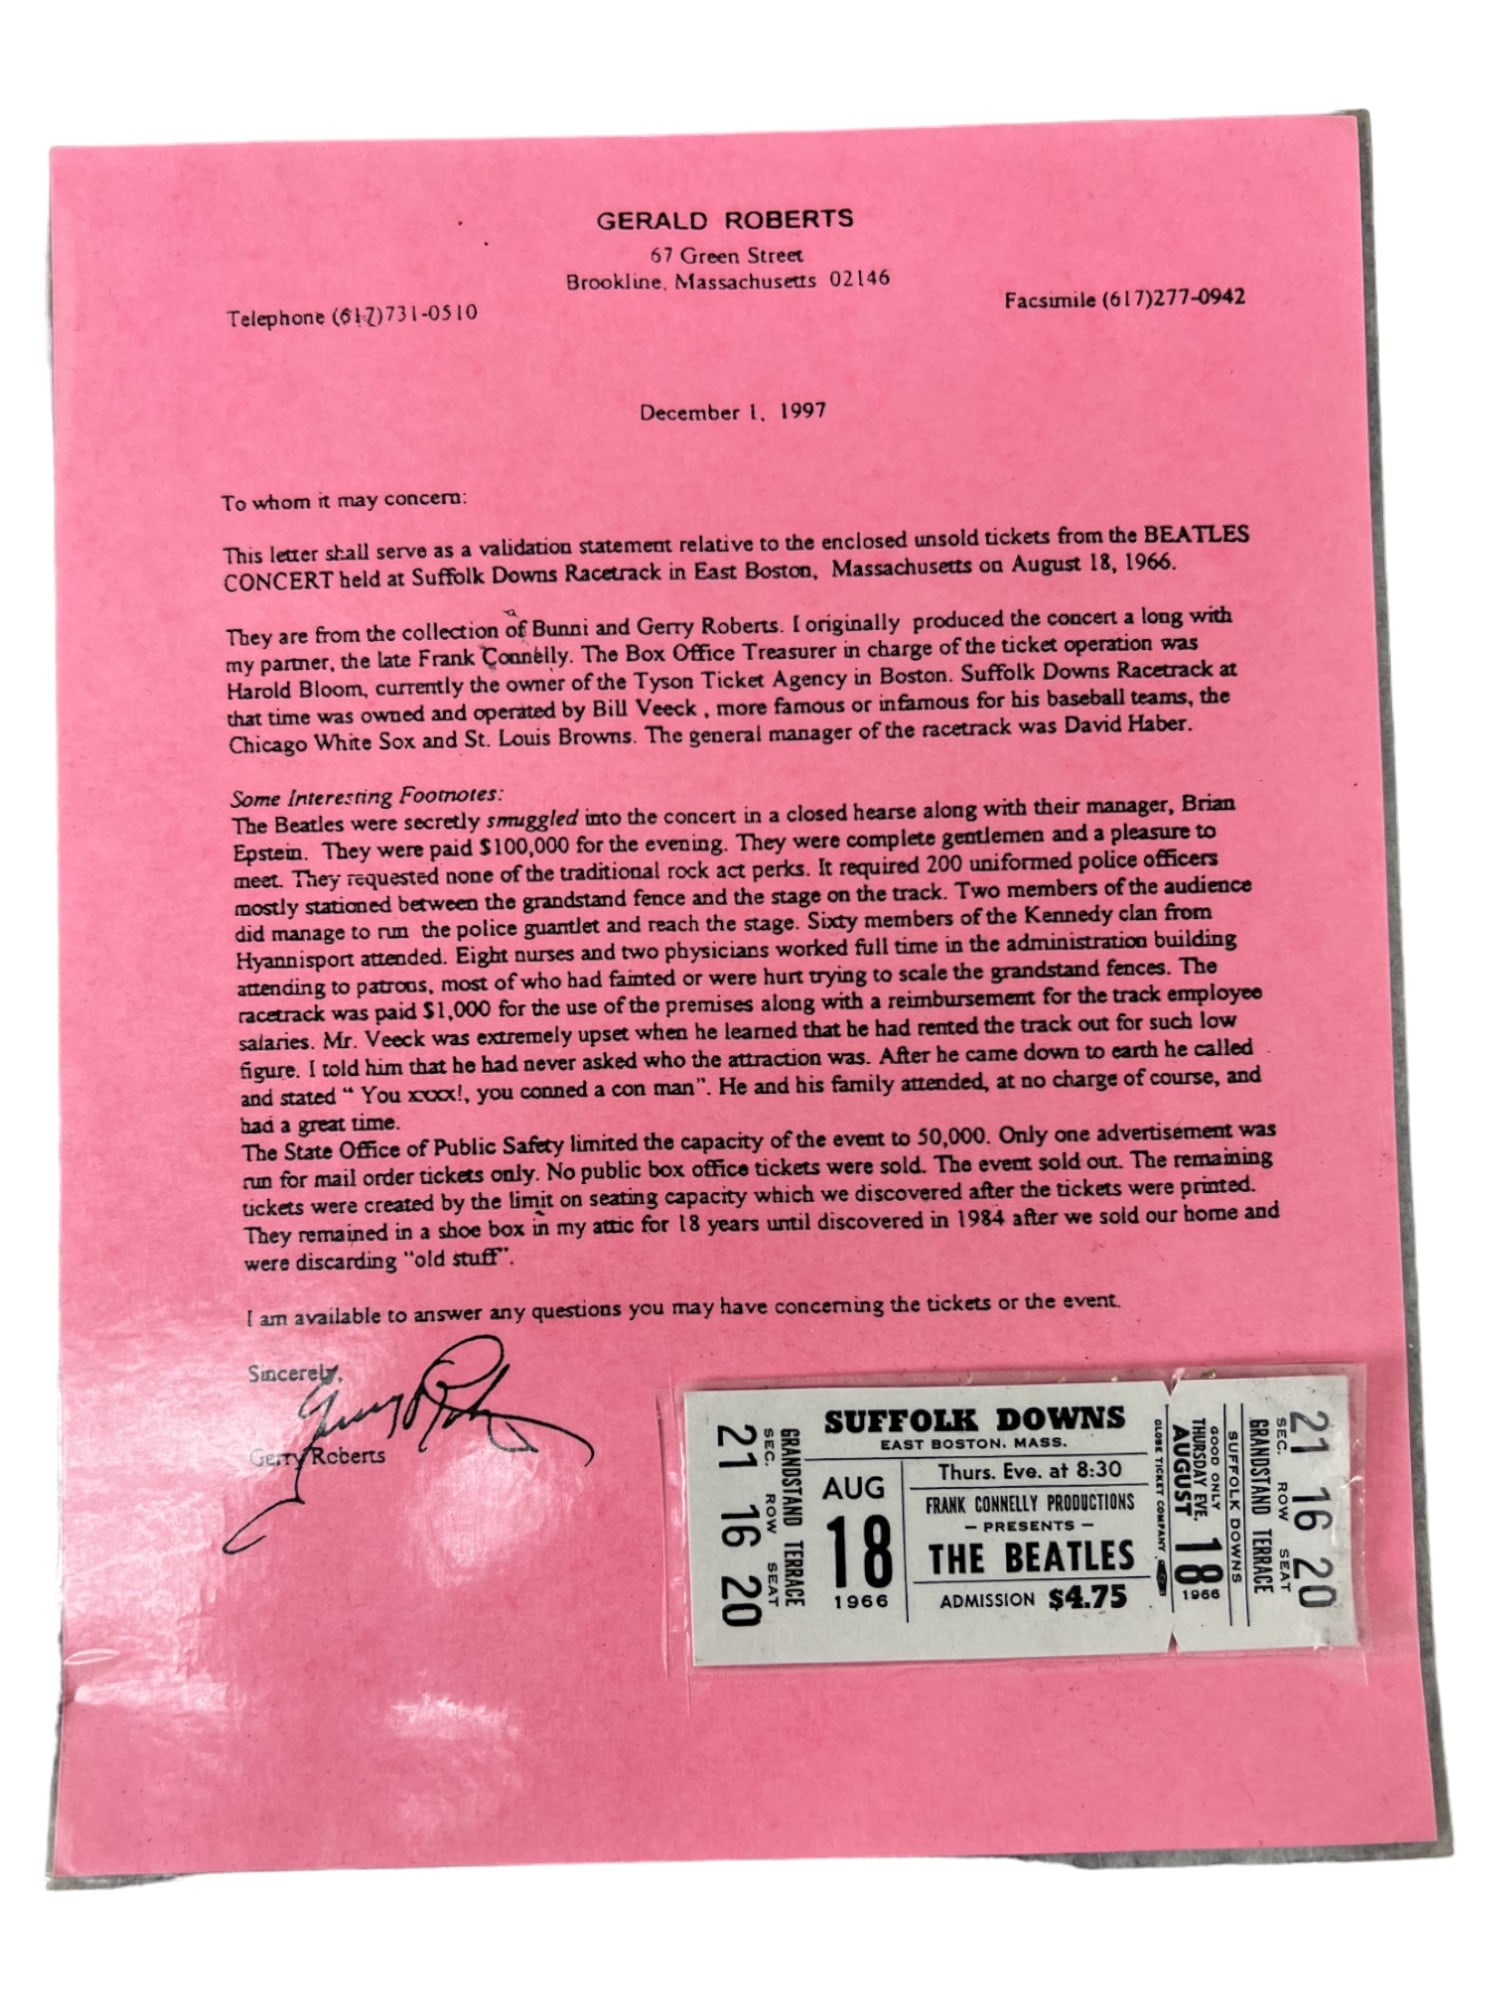 GERALD ROBERTS
67 Green Street
Brookline, Massachusetts 02146
Telephone (617)731-0510
Facsimile (617)277-0942
December 1, 1997
To whom it may concern:
This letter shall serve as a validation statement relative to the enclosed unsold tickets from the BEATLES
CONCERT held at Suffolk Downs Racetrack in East Boston, Massachusetts on August 18, 1966.
They are from the collection of Bunni and Gerry Roberts. I originally produced the concert a long with
my partner, the late Frank Connelly. The Box Office Treasurer in charge of the ticket operation was
Harold Bloom, currently the owner of the Tyson Ticket Agency in Boston. Suffolk Downs Racetrack at
that time was owned and operated by Bill Veeck , more famous or infamous for his baseball teams, the
Chicago White Sox and St. Louis Browns. The general manager of the racetrack was David Haber.
Some Interesting Footnotes:
The Beatles were secretly smuggled into the concert in a closed hearse along with their manager, Brian
Epstein. They were paid $100,000 for the evening. They were complete gentlemen and a pleasure to
meet. They requested none of the traditional rock act perks. It required 200 uniformed police officers
mostly stationed between the grandstand fence and the stage on the track. Two members of the audience
did manage to run the police guantlet and reach the stage. Sixty members of the Kennedy clan from
Hyannisport attended. Eight nurses and two physicians worked full time in the administration building
attending to patrons, most of who had fainted or were hurt trying to scale the grandstand fences. The
racetrack was paid $1,000 for the use of the premises along with a reimbursement for the track employee
salaries. Mr. Veeck was extremely upset when he learned that he had rented the track out for such low
figure. I told him that he had never asked who the attraction was. After he came down to earth he called
and stated “ You xxxx!, you conned a con man”. He and his family attended, at no charge of course, and
had a great time.
The State Office of Public Safety limited the capacity of the event to 50,000. Only one advertisement was
run for mail order tickets only. No public box office tickets were sold. The event sold out. The remaining
tickets were created by the limit on seating capacity which we discovered after the tickets were printed.
They remained in a shoe box in my attic for 18 years until discovered in 1984 after we sold our home and
were discarding “old stuff”.
I am available to answer any questions you may have concerning the tickets or the event.
Sincerely,
Gerry Roberts
Gerry Roberts
21 16 20
SEC. ROW SEAT
GRANDSTAND TERRACE
SUFFOLK DOWNS
EAST BOSTON, MASS.
AUG
18
1966
Thurs. Eve. at 8:30
FRANK CONNELLY PRODUCTIONS
— PRESENTS —
THE BEATLES
ADMISSION $4.75
GLOBE TICKET COMPANY
AUGUST 18
1966
THURSDAY EVE.
GOOD ONLY
SUFFOLK DOWNS
GRANDSTAND TERRACE
SEC. ROW SEAT
21 16 20